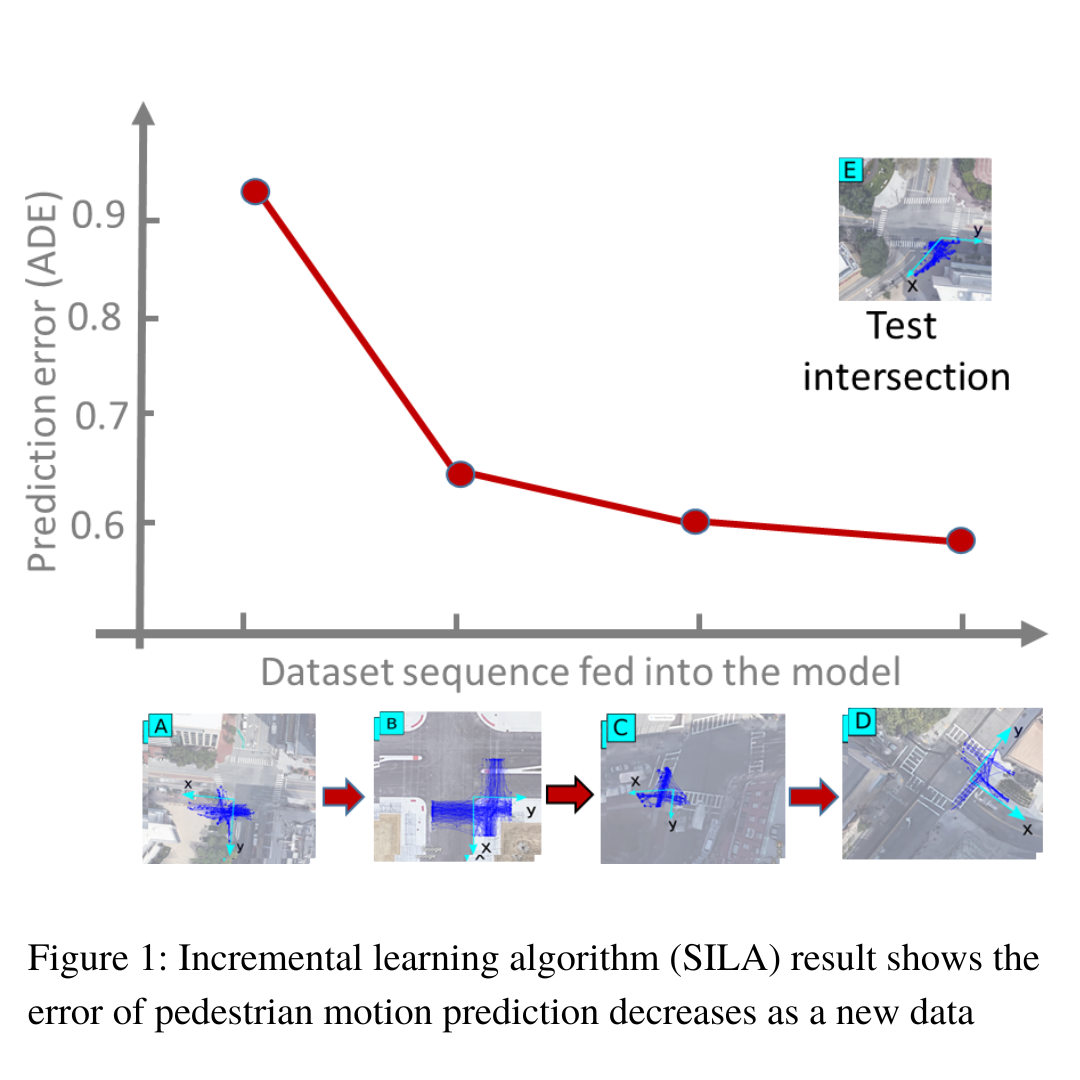 0.9
0.8
0.7
0.6
Prediction error (ADE)
E
y
x
Test
intersection
Dataset sequence fed into the model
A
x
y
B
y
x
C
x
y
D
y
x
Figure 1: Incremental learning algorithm (SILA) result shows the
error of pedestrian motion prediction decreases as a new data